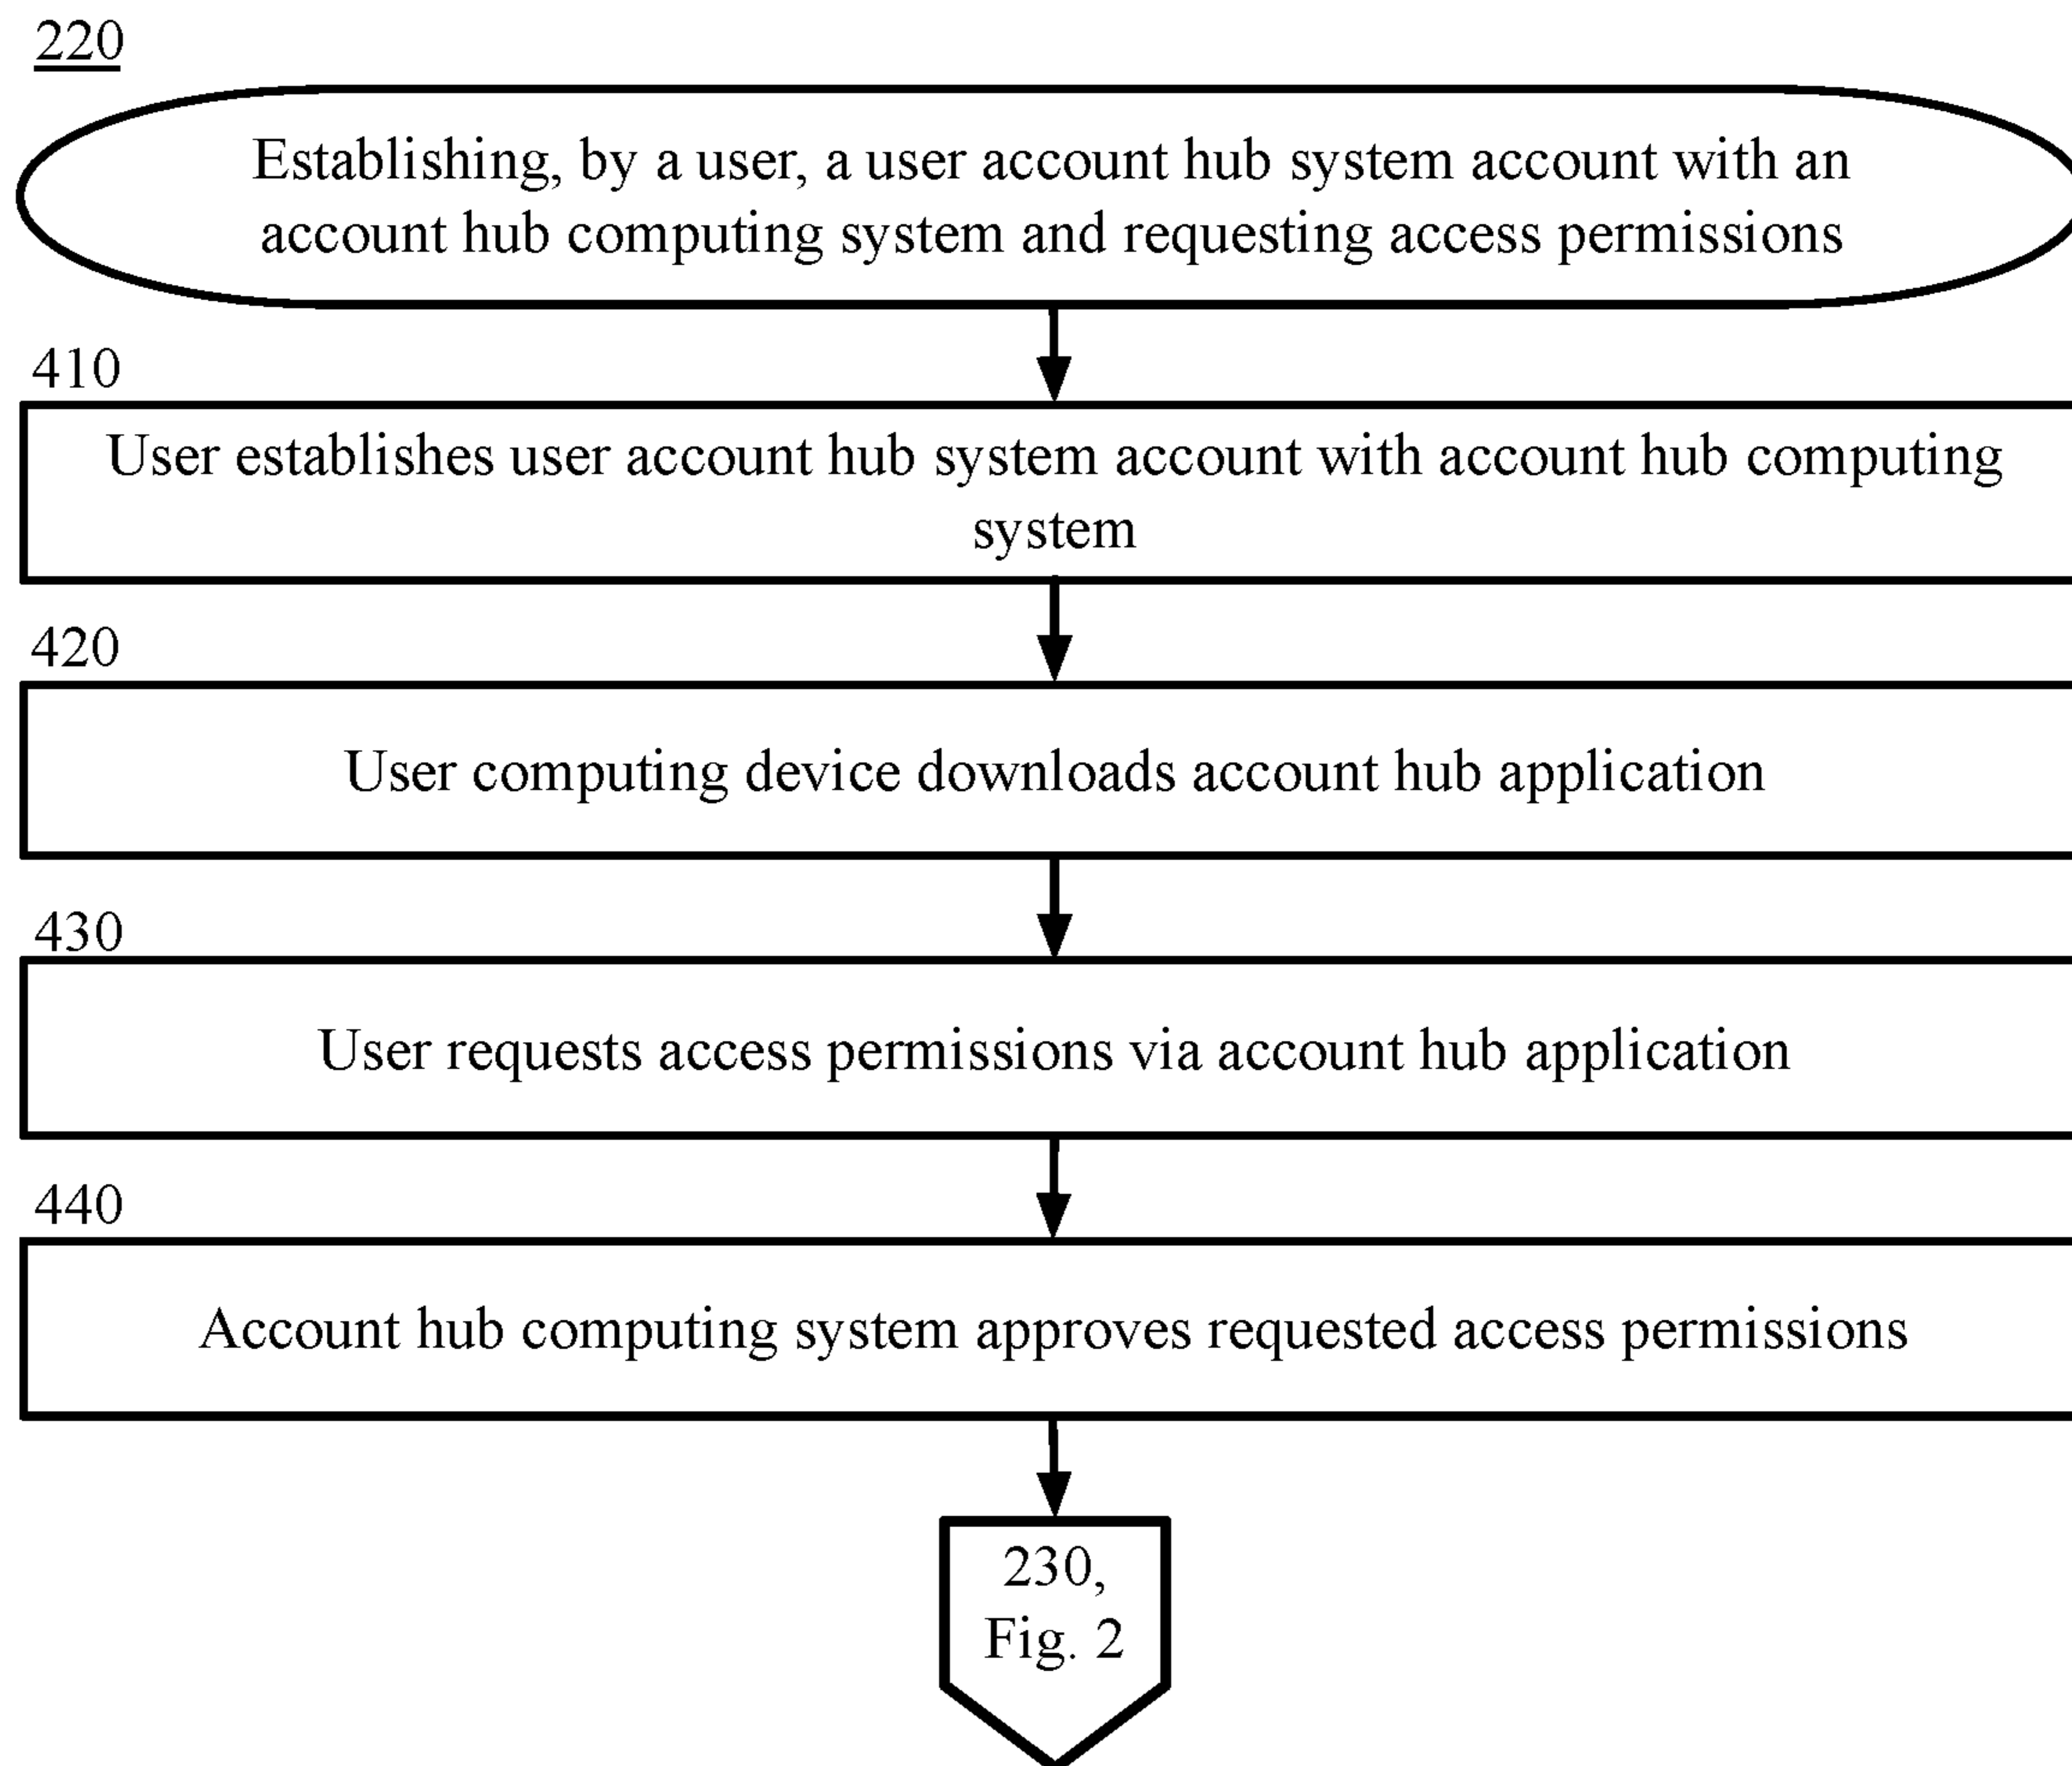 220
Establishing, by a user, a user account hub system account with an
account hub computing system and requesting access permissions
410
User establishes user account hub system account with account hub computing
system
420
User computing device downloads account hub application
430
User requests access permissions via account hub application
440
Account hub computing system approves requested access permissions
230,
Fig. 2